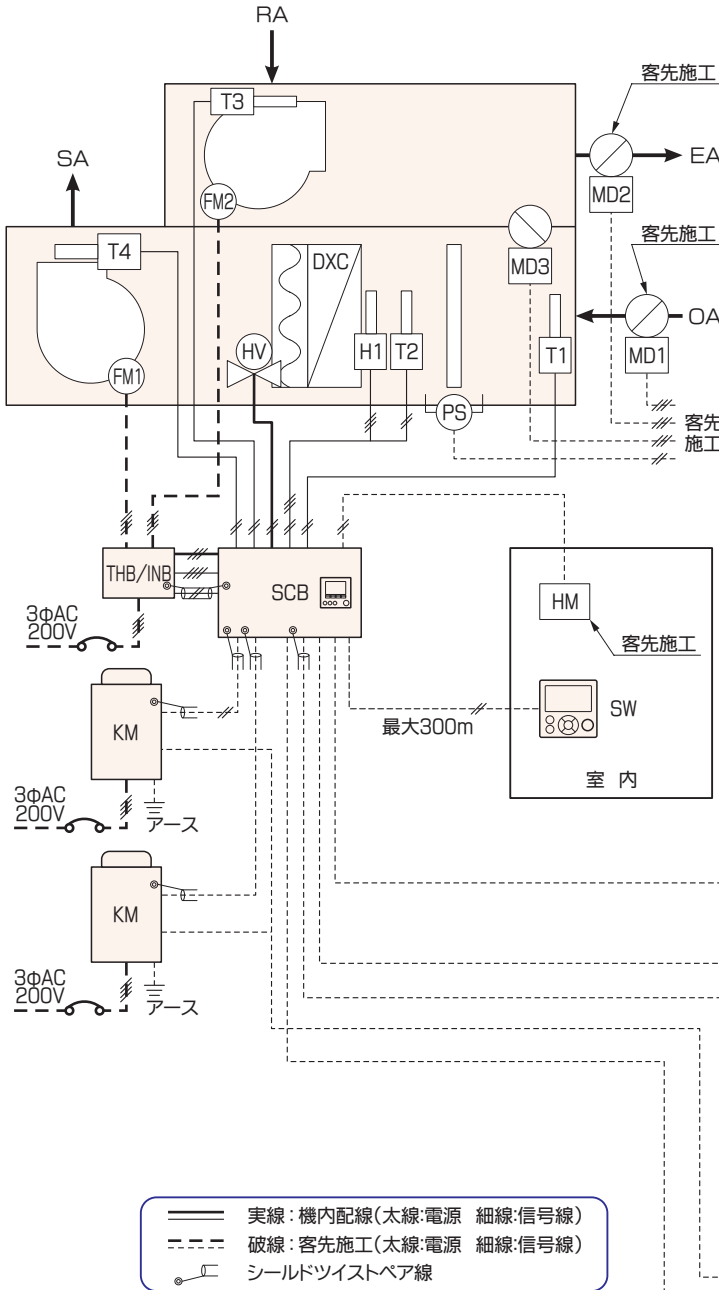 RA
客先施工
T3
SA
EA
FM2
MD2
T4
客先施工
DXC
MD3
OA
H1
T2
T1
HV
MD1
FM1
PS
客先
施工
THB/INB
SCB
HM
3φAC
200V
客先施工
SW
最大300m
KM
室 内
3φAC
200V
アース
KM
3φAC
200V
アース
実線:機内配線(太線:電源 細線:信号線)
破線:客先施工(太線:電源 細線:信号線)
シールドツイストペア線